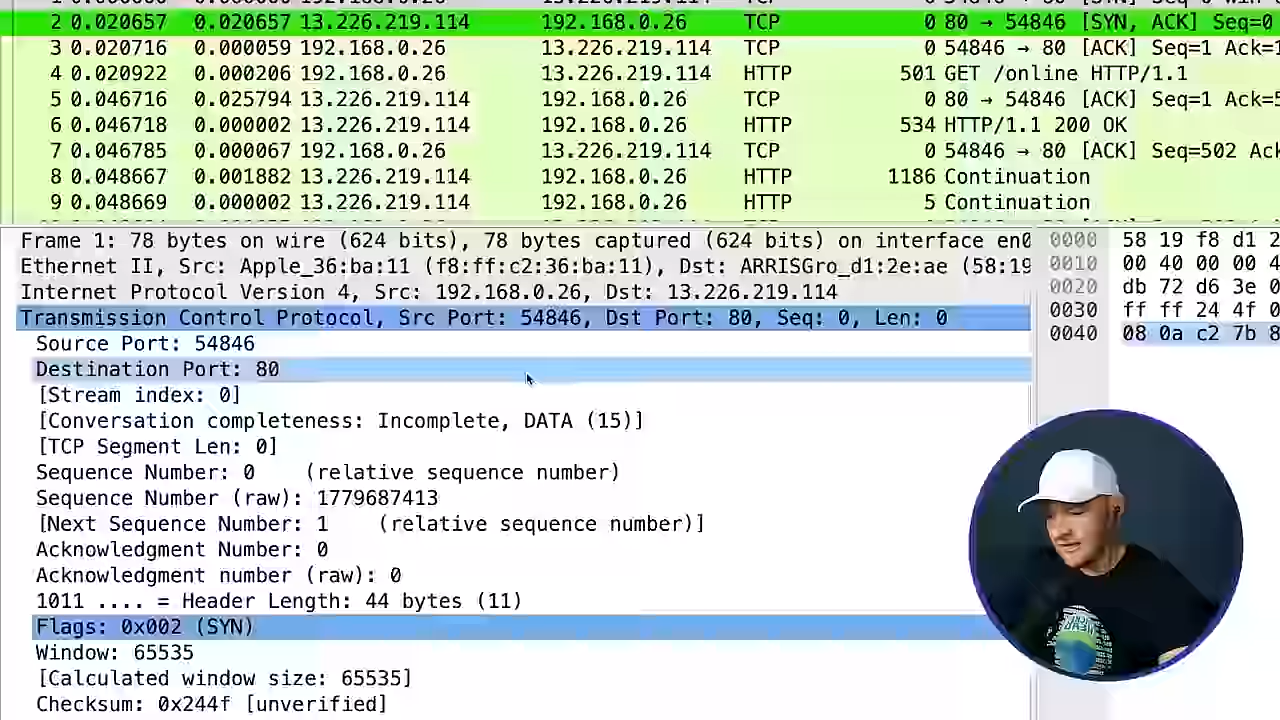 2 0.020657 0.020657 13.226.219.114 192.168.0.26 TCP 0 80 → 54846 [SYN, ACK] Seq=0
3 0.020716 0.000059 192.168.0.26 13.226.219.114 TCP 0 54846 → 80 [ACK] Seq=1 Ack=1
4 0.020922 0.000206 192.168.0.26 13.226.219.114 HTTP 501 GET /online HTTP/1.1
5 0.046716 0.025794 13.226.219.114 192.168.0.26 TCP 0 80 → 54846 [ACK] Seq=1 Ack=5
6 0.046718 0.000002 13.226.219.114 192.168.0.26 HTTP 534 HTTP/1.1 200 OK
7 0.046785 0.000067 192.168.0.26 13.226.219.114 TCP 0 54846 → 80 [ACK] Seq=502 Ac
8 0.048667 0.001882 13.226.219.114 192.168.0.26 HTTP 1186 Continuation
9 0.048669 0.000002 13.226.219.114 192.168.0.26 HTTP 5 Continuation
Frame 1: 78 bytes on wire (624 bits), 78 bytes captured (624 bits) on interface en0
Ethernet II, Src: Apple_36:ba:11 (f8:ff:c2:36:ba:11), Dst: ARRISGro_d1:2e:ae (58:19
Internet Protocol Version 4, Src: 192.168.0.26, Dst: 13.226.219.114
Transmission Control Protocol, Src Port: 54846, Dst Port: 80, Seq: 0, Len: 0
Source Port: 54846
Destination Port: 80
[Stream index: 0]
[Conversation completeness: Incomplete, DATA (15)]
[TCP Segment Len: 0]
Sequence Number: 0 (relative sequence number)
Sequence Number (raw): 1779687413
[Next Sequence Number: 1 (relative sequence number)]
Acknowledgment Number: 0
Acknowledgment number (raw): 0
1011 .... = Header Length: 44 bytes (11)
Flags: 0x002 (SYN)
Window: 65535
[Calculated window size: 65535]
Checksum: 0x244f [unverified]
0000 58 19 f8 d1 2
0010 00 40 00 00 4
0020 db 72 d6 3e 0
0030 ff ff 24 4f 0
0040 08 0a c2 7b 8